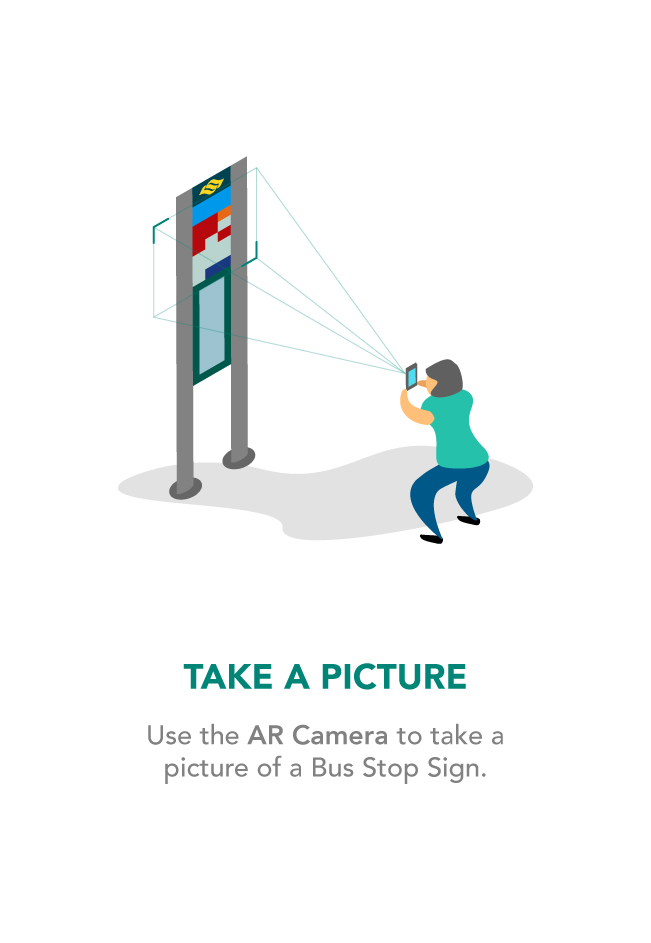 TAKE A PICTURE
Use the AR Camera to take a
picture of a Bus Stop Sign.